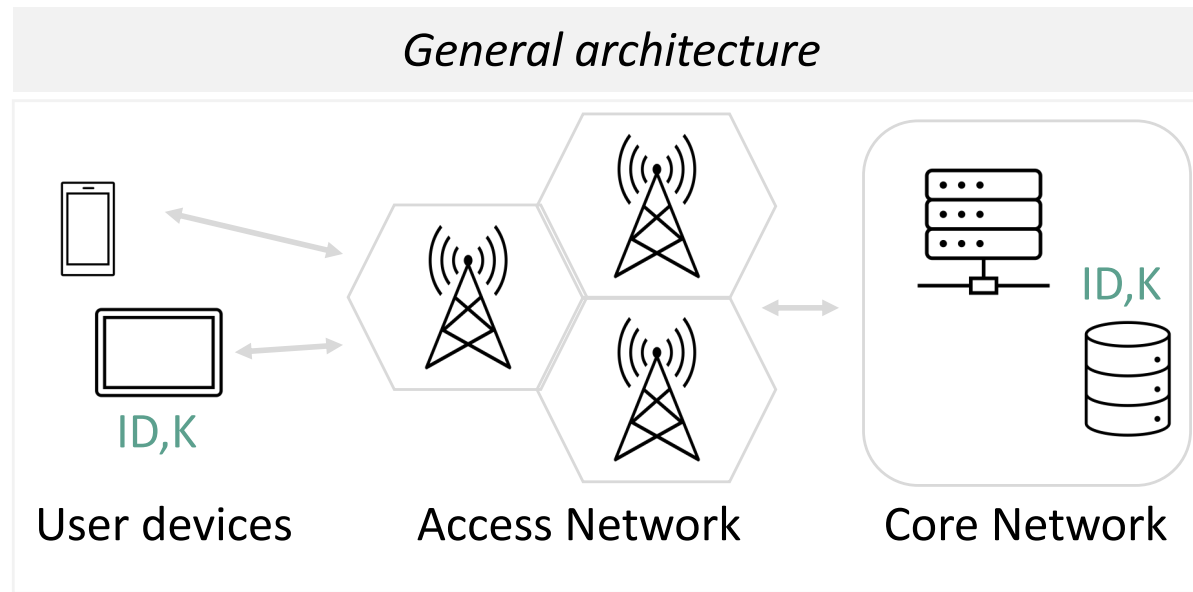 General architecture
ID,K
ID,K
User devices
Access Network
Core Network